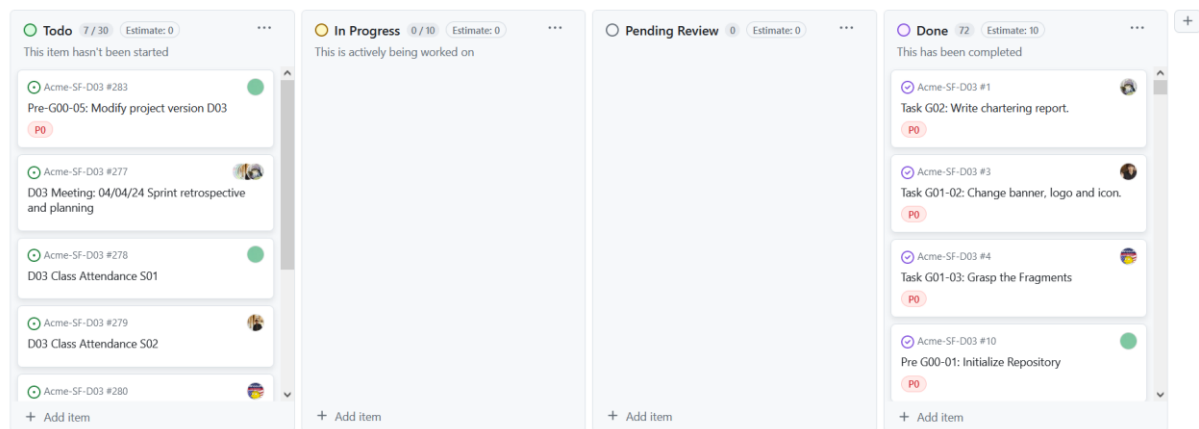 Todo 7 / 30 Estimate: 0 ...
This item hasn't been started
Acme-SF-D03 #283
Pre-G00-05: Modify project version D03
P0
Acme-SF-D03 #277
D03 Meeting: 04/04/24 Sprint retrospective
and planning
Acme-SF-D03 #278
D03 Class Attendance S01
Acme-SF-D03 #279
D03 Class Attendance S02
Acme-SF-D03 #280
+ Add item
In Progress 0 / 10 Estimate: 0 ...
This is actively being worked on
+ Add item
Pending Review 0 Estimate: 0 ...
+ Add item
Done 72 Estimate: 10 ...
This has been completed
Acme-SF-D03 #1
Task G02: Write chartering report.
P0
Acme-SF-D03 #3
Task G01-02: Change banner, logo and icon.
P0
Acme-SF-D03 #4
Task G01-03: Grasp the Fragments
P0
Acme-SF-D03 #10
Pre G00-01: Initialize Repository
P0
+ Add item
+